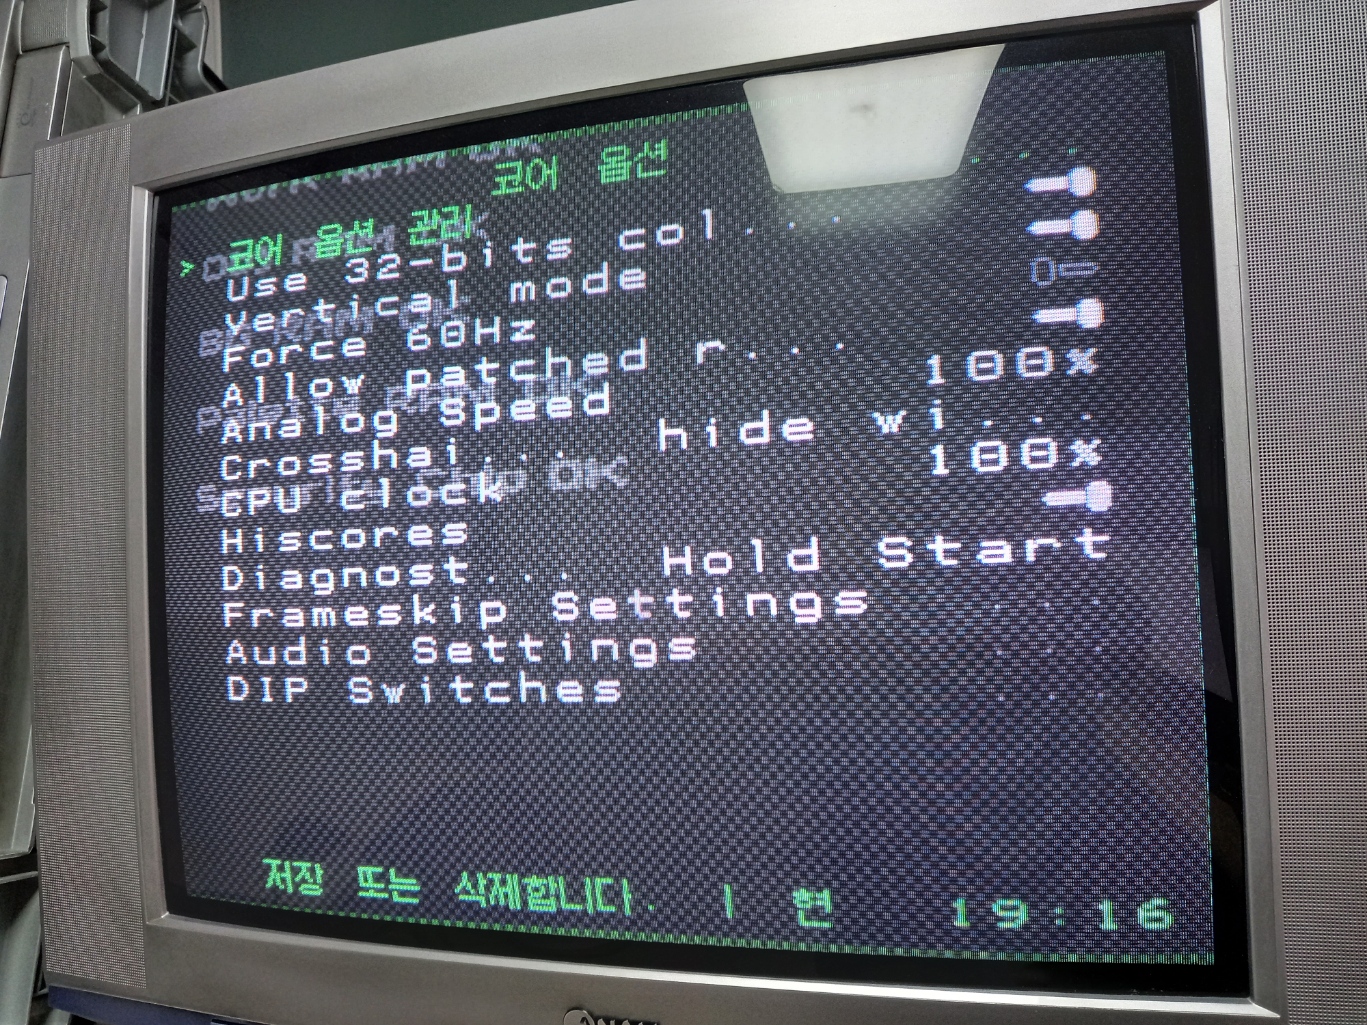 코어 옵션
> 코어 옵션 관리
Use 32-bits col...
Vertical mode
Force 60Hz
Allow patched r...
Analog Speed 100%
Crosshai... hide wi...
CPU clock 100%
Hiscores
Diagnost... Hold Start
Frameskip Settings ...
Audio Settings ...
DIP Switches ...
저장 또는 삭제합니다. | 현 19:16